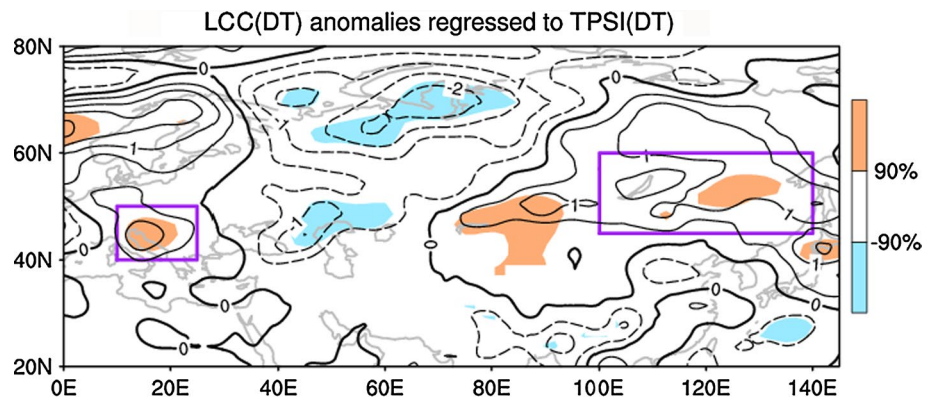 LCC(DT) anomalies regressed to TPSI(DT)
80N
60N
40N
20N
0E
20E
40E
60E
80E
100E
120E
140E
90%
-90%
0
0
-2
1
1
1
1
1
0
0
0
0
0
0